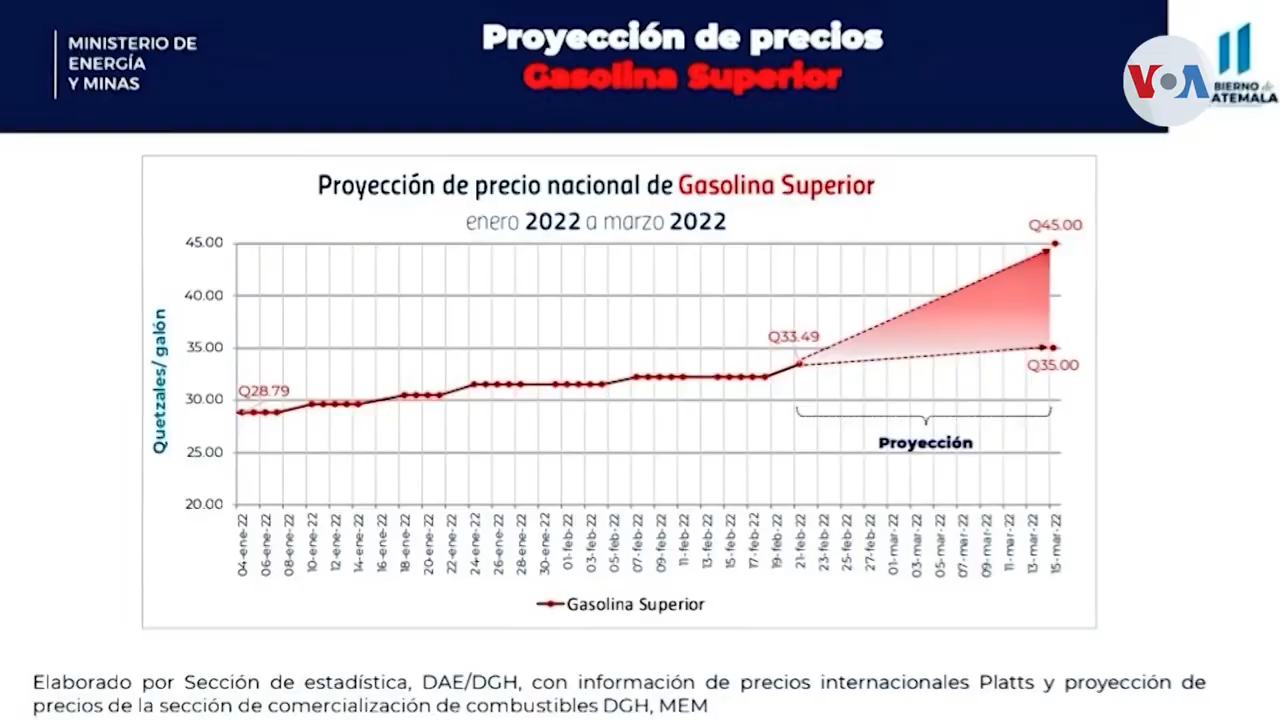 MINISTERIO DE
ENERGÍA
Y MINAS
Proyección de precios
Gasolina Superior
VOA
BIERNO de
ATEMALA
Proyección de precio nacional de Gasolina Superior
enero 2022 a marzo 2022
Quetzales/ galón
45.00
40.00
35.00
30.00
25.00
20.00
Q28.79
Q33.49
Q45.00
Q35.00
Proyección
04-ene-22
06-ene-22
08-ene-22
10-ene-22
12-ene-22
14-ene-22
16-ene-22
18-ene-22
20-ene-22
22-ene-22
24-ene-22
26-ene-22
28-ene-22
30-ene-22
01-feb-22
03-feb-22
05-feb-22
07-feb-22
09-feb-22
11-feb-22
13-feb-22
15-feb-22
17-feb-22
19-feb-22
21-feb-22
23-feb-22
25-feb-22
27-feb-22
01-mar-22
03-mar-22
05-mar-22
07-mar-22
09-mar-22
11-mar-22
13-mar-22
15-mar-22
Gasolina Superior
Elaborado por Sección de estadística, DAE/DGH, con información de precios internacionales Platts y proyección de
precios de la sección de comercialización de combustibles DGH, MEM